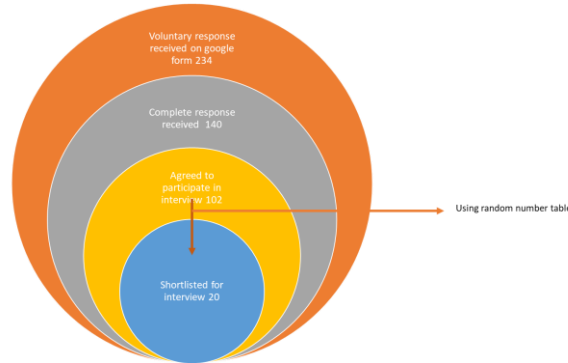 Voluntary response
received on google
form 234
Complete response
received 140
Agreed to
participate in
interview 102
Using random number table
Shortlisted for
interview 20